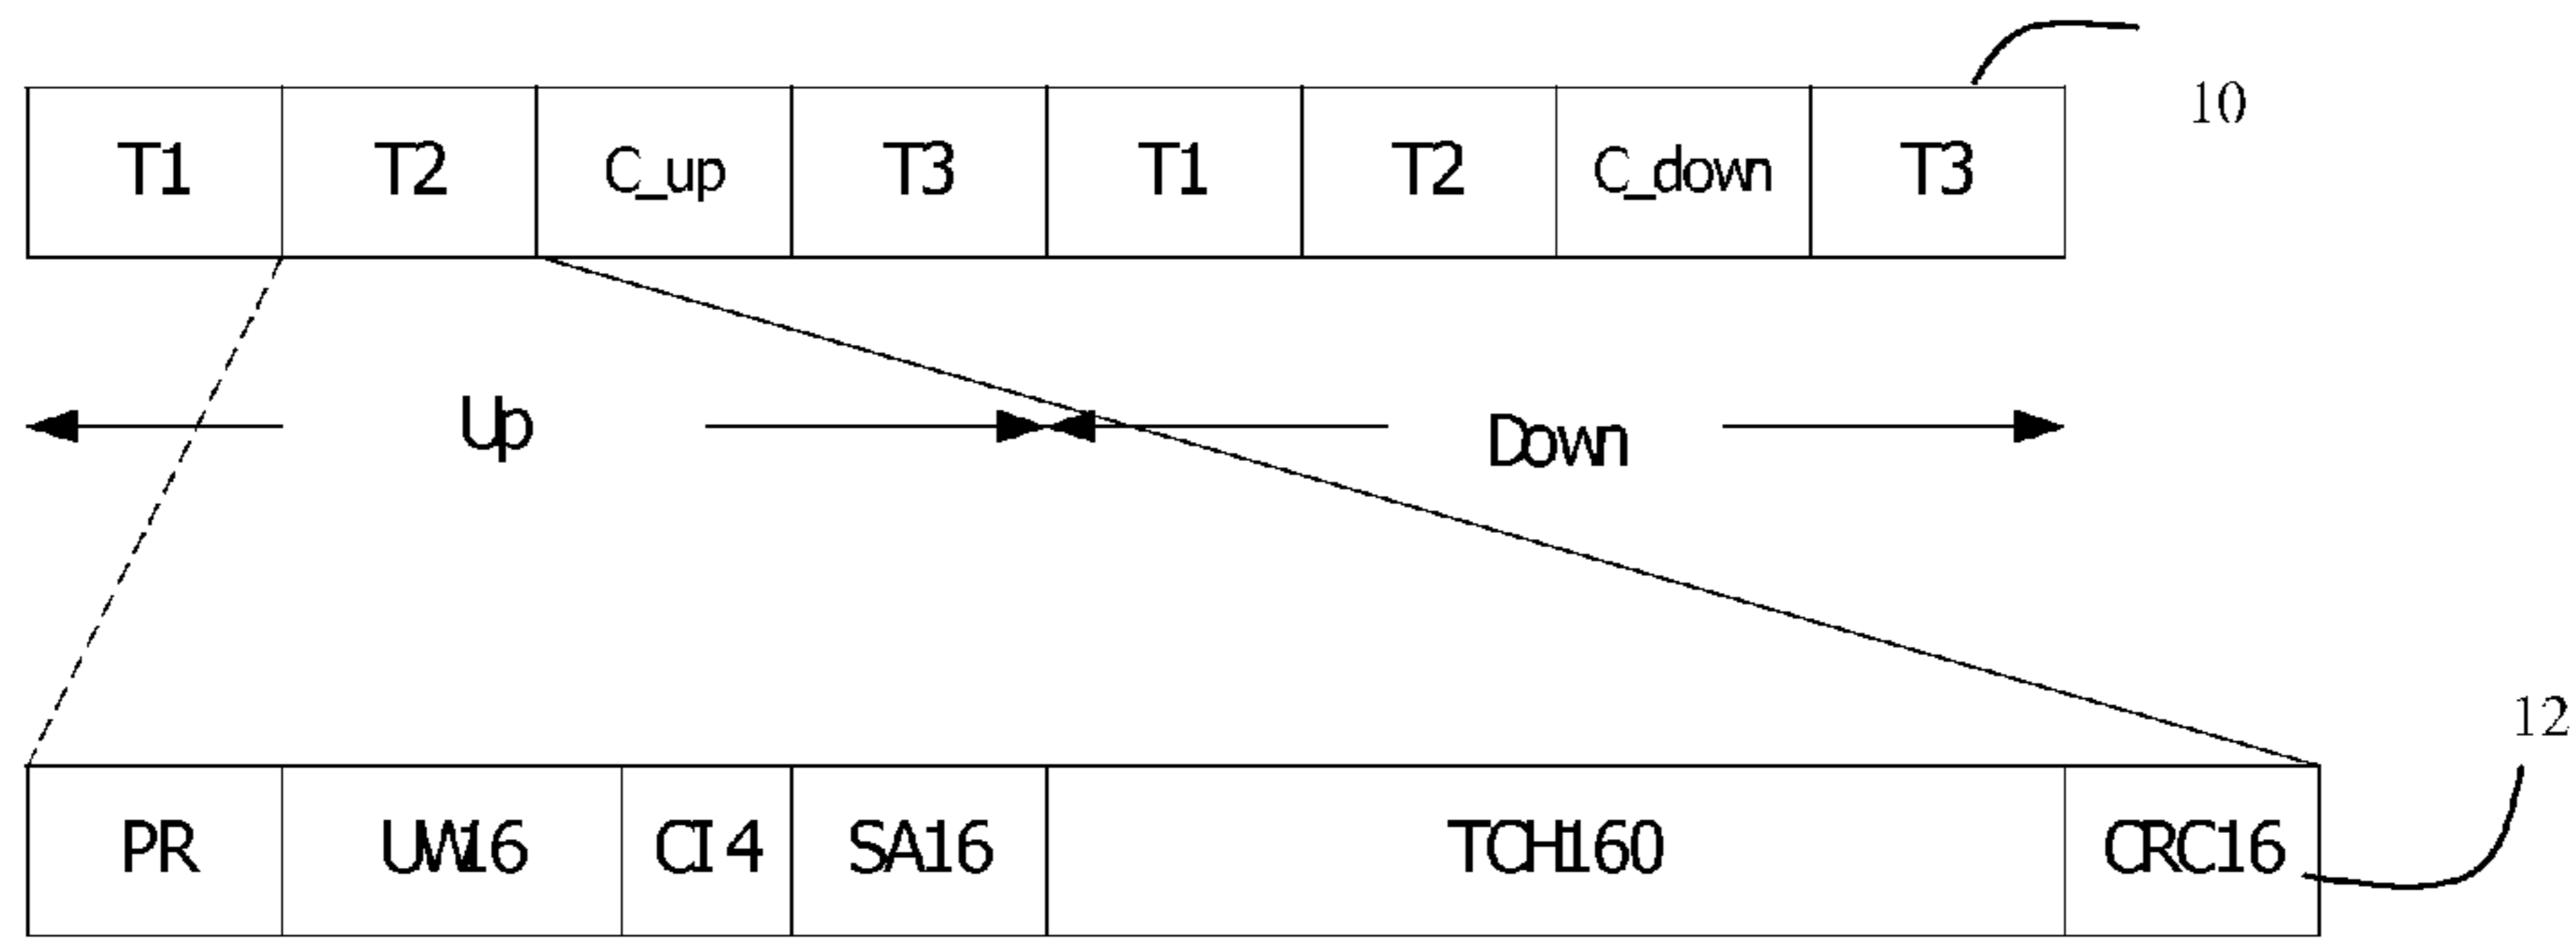 10
T1 T2 C_up T3 T1 T2 C_down T3
Up Down
12
PR UW16 CI4 SA16 TCH160 CRC16